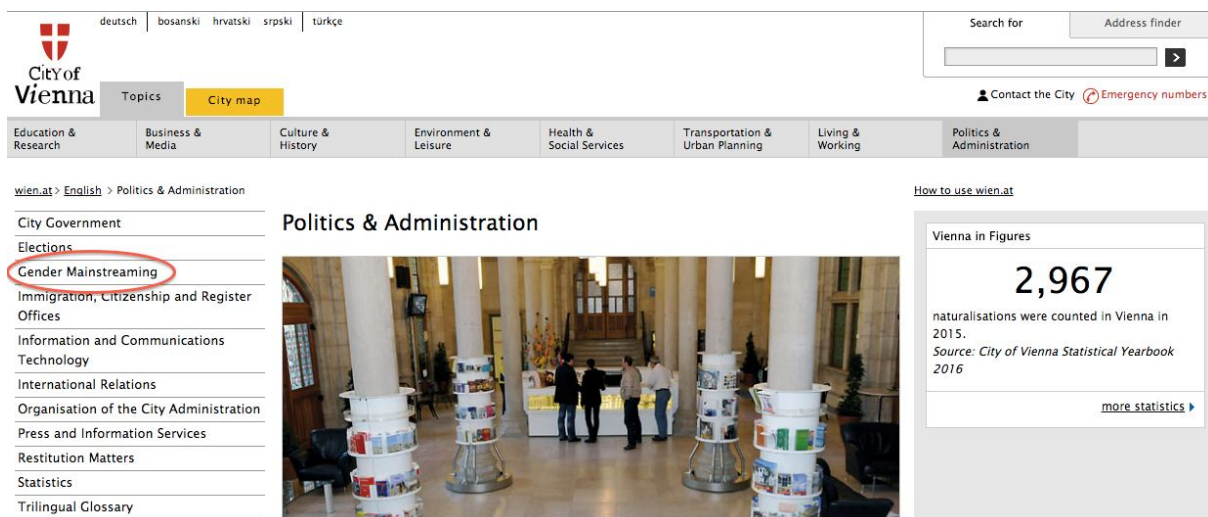 deutsch bosanski hrvatski srpski türkçe
Search for
Address finder
City of
Vienna
Topics
City map
Contact the City
Emergency numbers
Education &
Research
Business &
Media
Culture &
History
Environment &
Leisure
Health &
Social Services
Transportation &
Urban Planning
Living &
Working
Politics &
Administration
wien.at > English > Politics & Administration
How to use wien.at
City Government
Elections
Gender Mainstreaming
Immigration, Citizenship and Register
Offices
Information and Communications
Technology
International Relations
Organisation of the City Administration
Press and Information Services
Restitution Matters
Statistics
Trilingual Glossary
Politics & Administration
Vienna in Figures
2,967
naturalisations were counted in Vienna in
2015.
Source: City of Vienna Statistical Yearbook
2016
more statistics